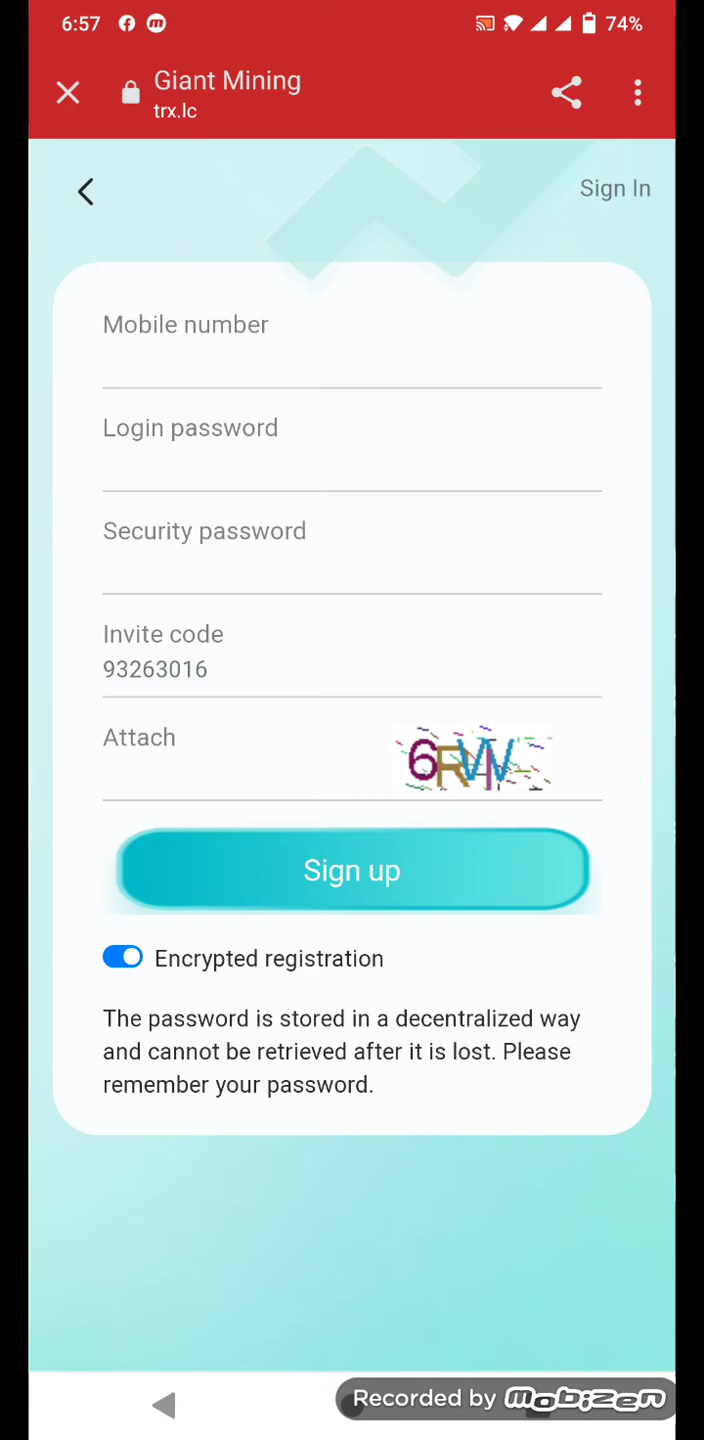 6:57
74%
Giant Mining
trx.lc
Sign In
Mobile number
Login password
Security password
Invite code
93263016
Attach
Sign up
Encrypted registration
The password is stored in a decentralized way
and cannot be retrieved after it is lost. Please
remember your password.
Recorded by mobizen